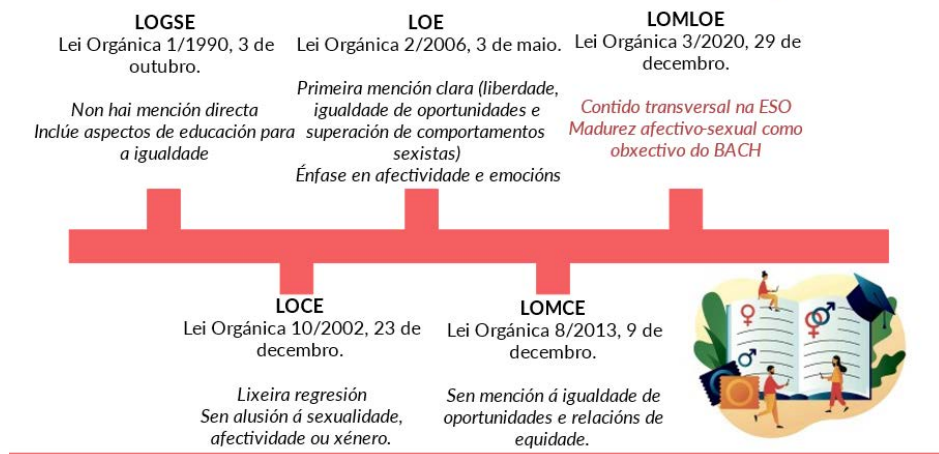 LOGSE
Lei Orgánica 1/1990, 3 de
outubro.
Non hai mención directa
Inclúe aspectos de educación para
a igualdade
LOE
Lei Orgánica 2/2006, 3 de maio.
Primeira mención clara (liberdade,
igualdade de oportunidades e
superación de comportamentos
sexistas)
Énfase en afectividade e emocións
LOMLOE
Lei Orgánica 3/2020, 29 de
decembro.
Contido transversal na ESO
Madurez afectivo-sexual como
obxectivo do BACH
LOCE
Lei Orgánica 10/2002, 23 de
decembro.
Lixeira regresión
Sen alusión á sexualidade,
afectividade ou xénero.
LOMCE
Lei Orgánica 8/2013, 9 de
decembro.
Sen mención á igualdade de
oportunidades e relacións de
equidade.